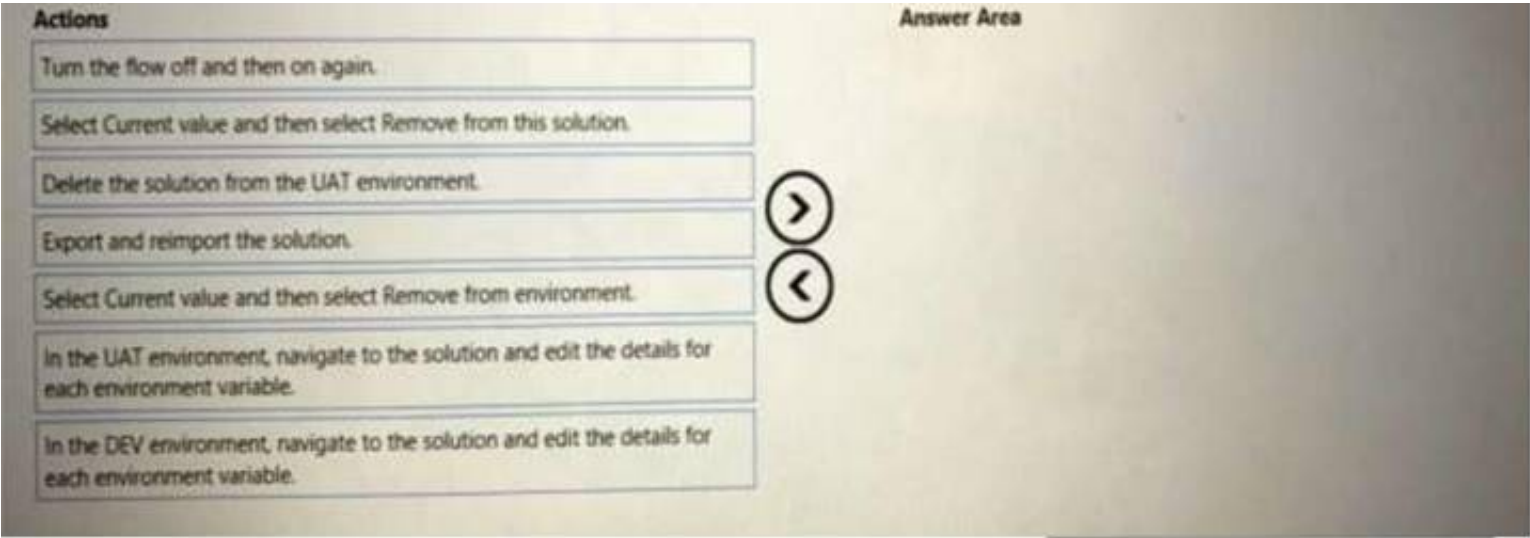 Actions
Answer Area
Turn the flow off and then on again.
Select Current value and then select Remove from this solution.
Delete the solution from the UAT environment.
Export and reimport the solution.
Select Current value and then select Remove from environment.
In the UAT environment, navigate to the solution and edit the details for
each environment variable.
In the DEV environment, navigate to the solution and edit the details for
each environment variable.